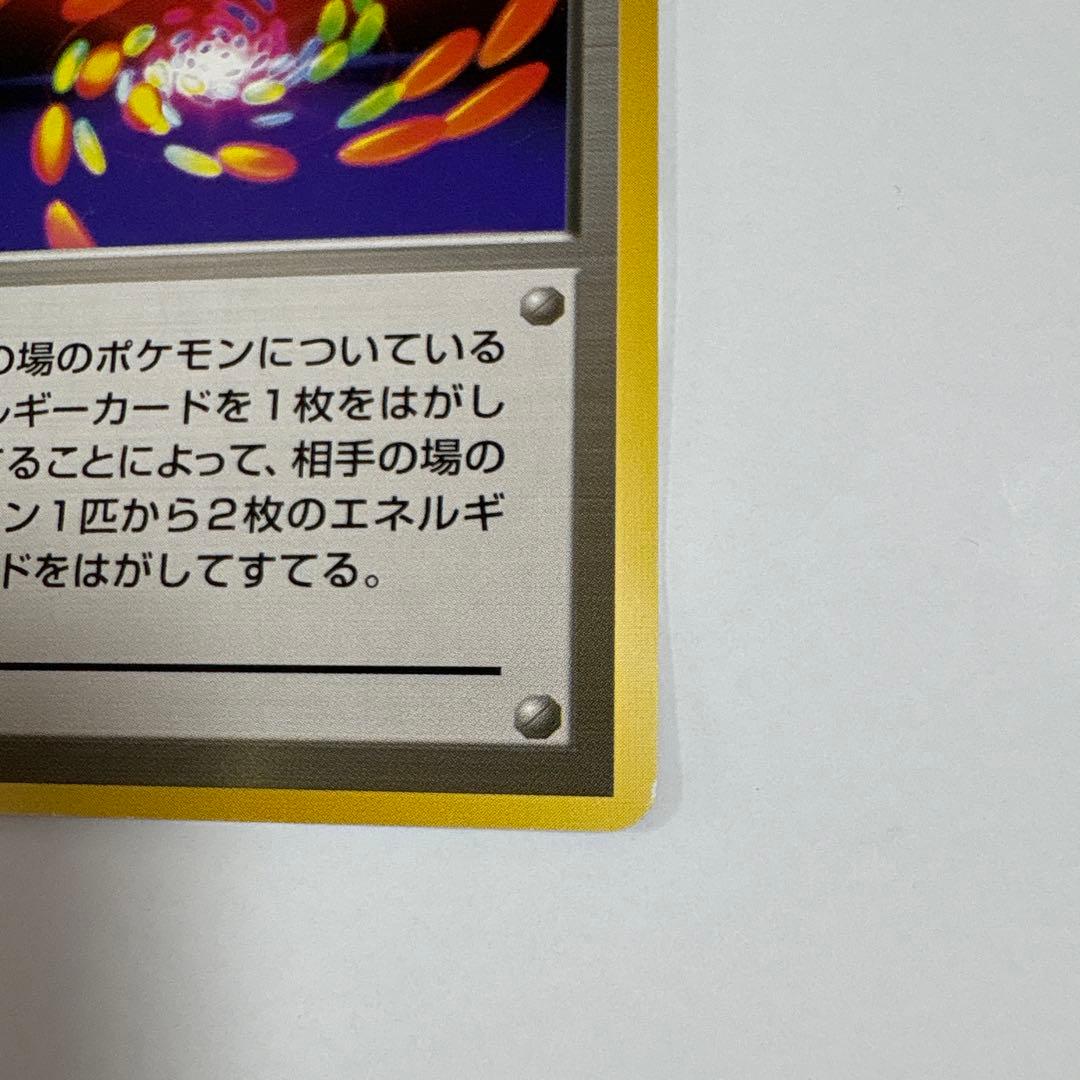 の場のポケモンについている
ルギーカードを1枚をはがし
することによって、相手の場の
ン1匹から2枚のエネルギ
ドをはがしてすてる。